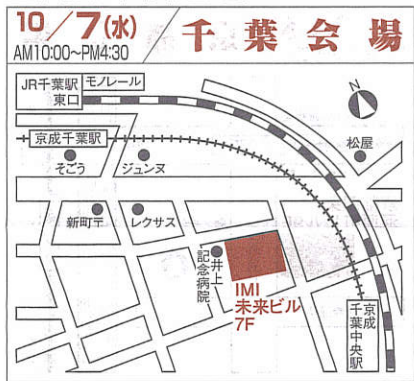 10/7(水)
AM10:00〜PM4:30
千葉会場
JR千葉駅
東口
モノレール
N
京成千葉駅
そごう
ジュンヌ
松屋
新町〒
レクサス
井上
記念病院
IMI
未来ビル
7F
京成
千葉中央駅